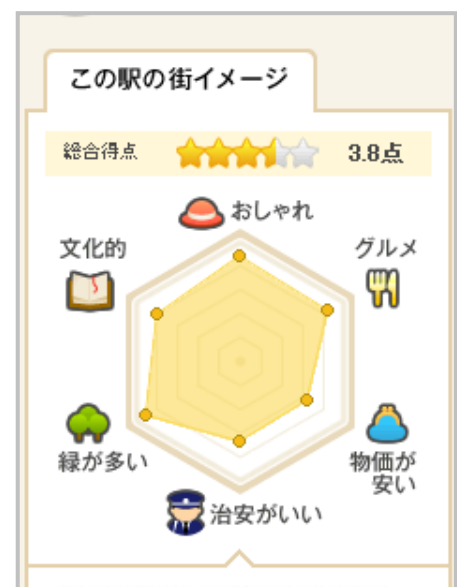 この駅の街イメージ
総合得点 3.8点
おしゃれ
文化的
グルメ
緑が多い
物価が
安い
治安がいい